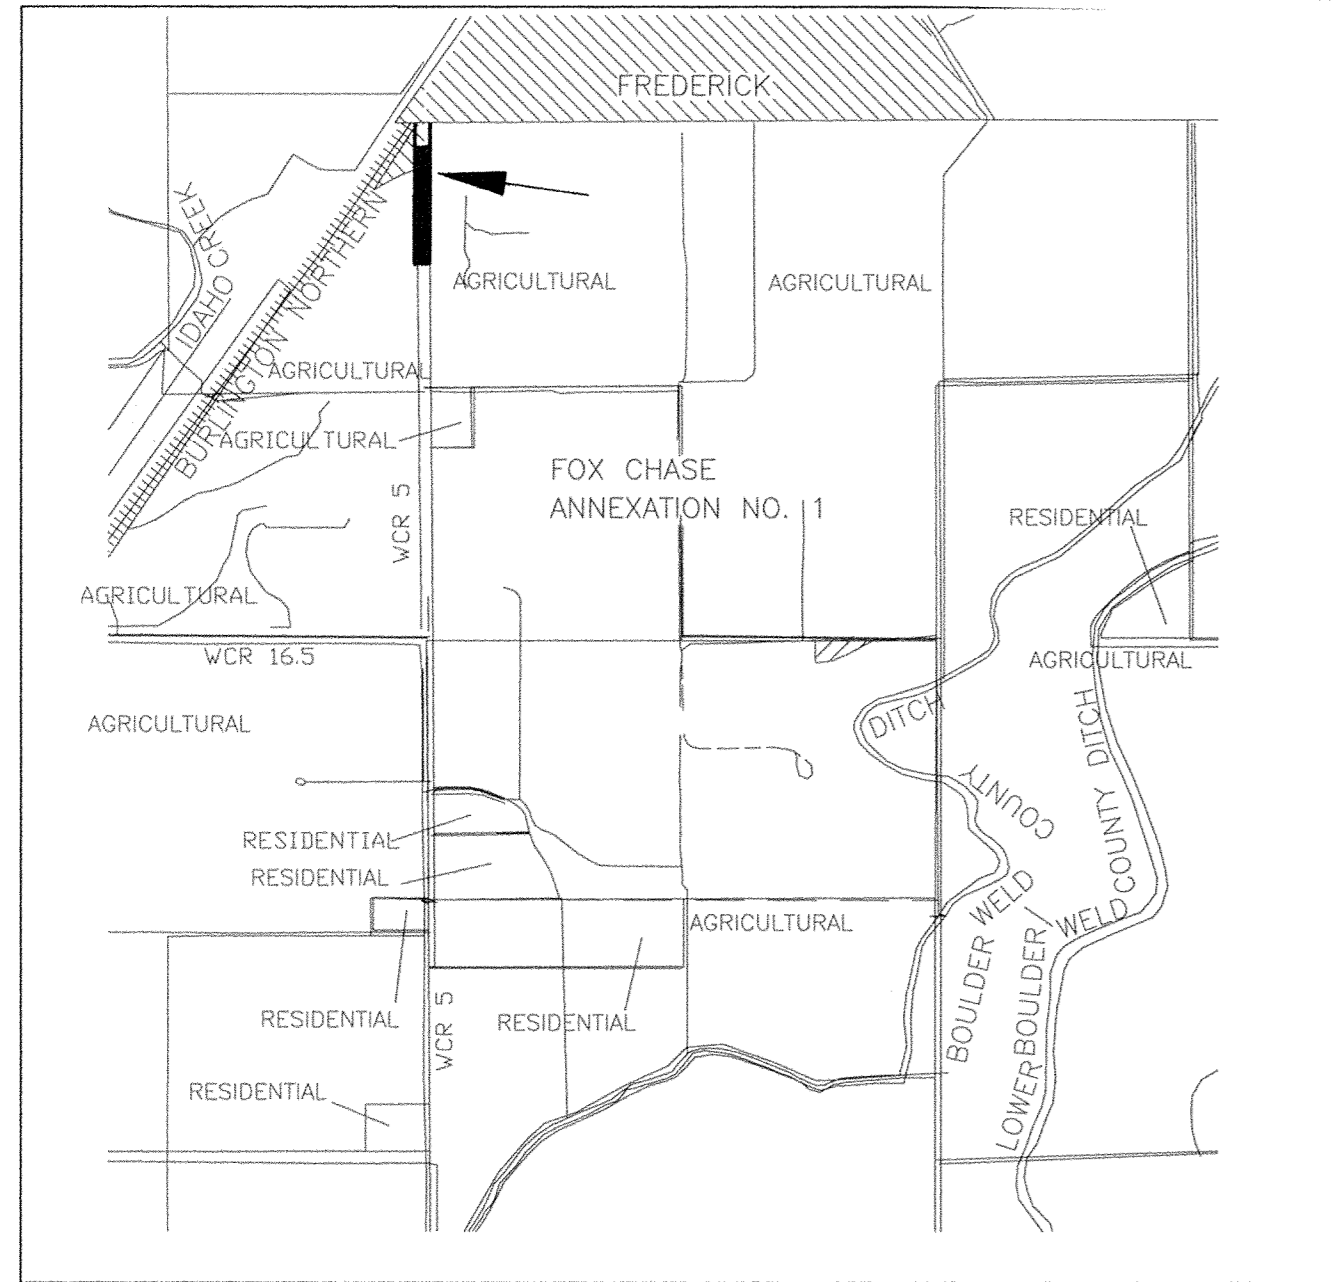 FREDERICK
IDAHO CREEK
BURLINGTON NORTHERN
AGRICULTURAL
AGRICULTURAL
AGRICULTURAL
AGRICULTURAL
FOX CHASE
ANNEXATION NO. 1
WCR 5
RESIDENTIAL
AGRICULTURAL
WCR 16.5
AGRICULTURAL
AGRICULTURAL
DITCH
COUNTY
WELD
BOULDER
DITCH
COUNTY
WELD
BOULDER
LOWER
RESIDENTIAL
RESIDENTIAL
AGRICULTURAL
RESIDENTIAL
WCR 5
RESIDENTIAL
RESIDENTIAL